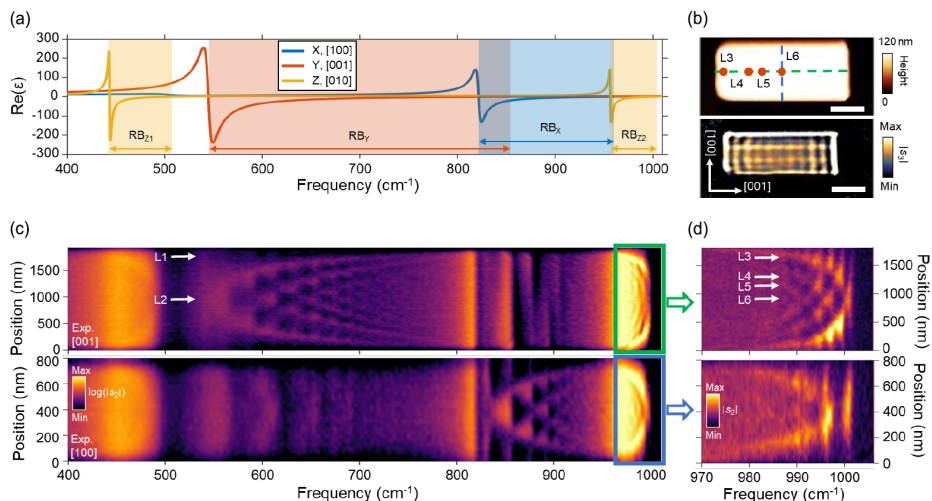 (a)
Re(ε)
300
200
100
0
-100
-200
-300
X, [100]
Y, [001]
Z, [010]
RBZ1
RBY
RBX
RBZ2
400 500 600 700 800 900 1000
Frequency (cm⁻¹)
(b)
L3
L6
L4
L5
120 nm
Height
0
[100]
[001]
Max
|s3|
Min
(c)
Position (nm)
1500
1000
500
0
L1
L2
Exp.
[001]
Position (nm)
800
600
400
200
0
Max
log(|s2|)
Min
Exp.
[100]
400 500 600 700 800 900 1000
Frequency (cm⁻¹)
(d)
L3
L4
L5
L6
1500
1000
500
0
Position (nm)
Max
|s2|
Min
800
600
400
200
0
Position (nm)
970 980 990 1000
Frequency (cm⁻¹)